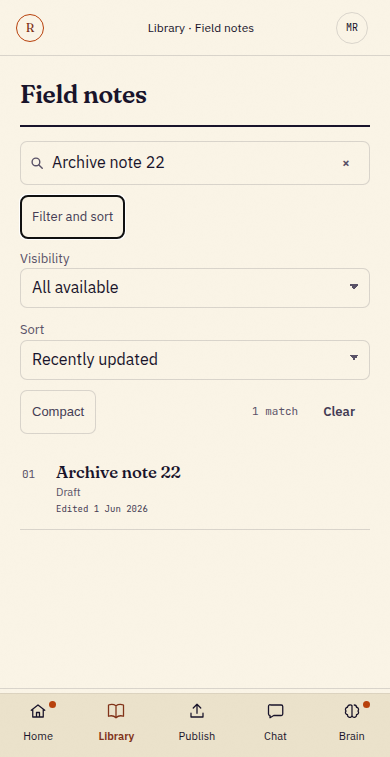 R
Library · Field notes
MR
Field notes
Archive note 22
×
Filter and sort
Visibility
All available
Sort
Recently updated
Compact
1 match
Clear
01
Archive note 22
Draft
Edited 1 Jun 2026
Home
Library
Publish
Chat
Brain